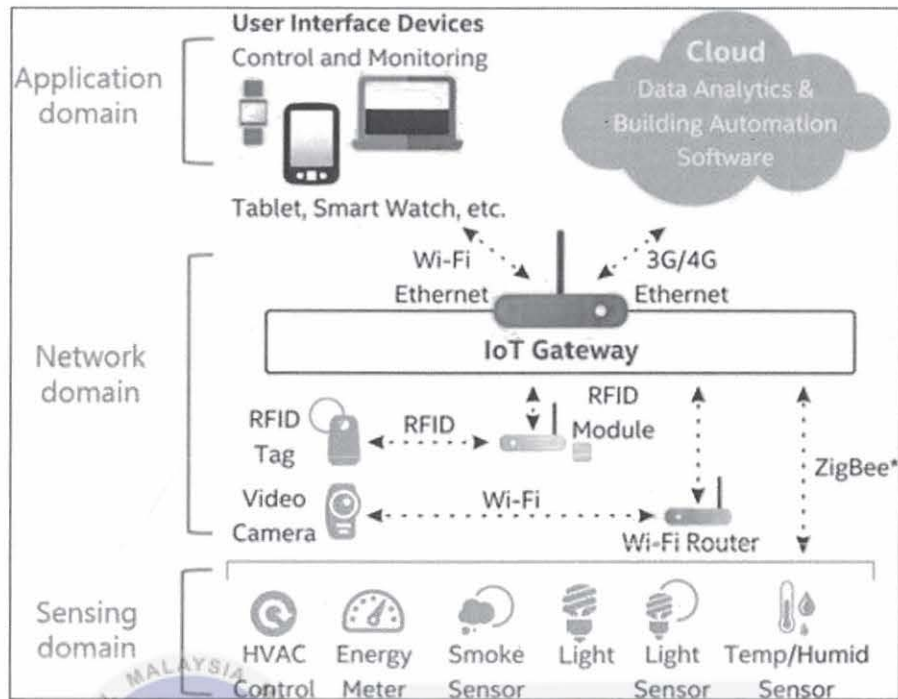 User Interface Devices
Control and Monitoring
Application
domain
Cloud
Data Analytics &
Building Automation
Software
Tablet, Smart Watch, etc.
Wi-Fi
3G/4G
Ethernet
Ethernet
IoT Gateway
Network
domain
RFID
Tag
RFID
RFID
Module
ZigBee*
Video
Camera
Wi-Fi
Wi-Fi Router
Sensing
domain
HVAC
Control
Energy
Meter
Smoke
Sensor
Light
Light
Sensor
Temp/Humid
Sensor
MALAYSIA